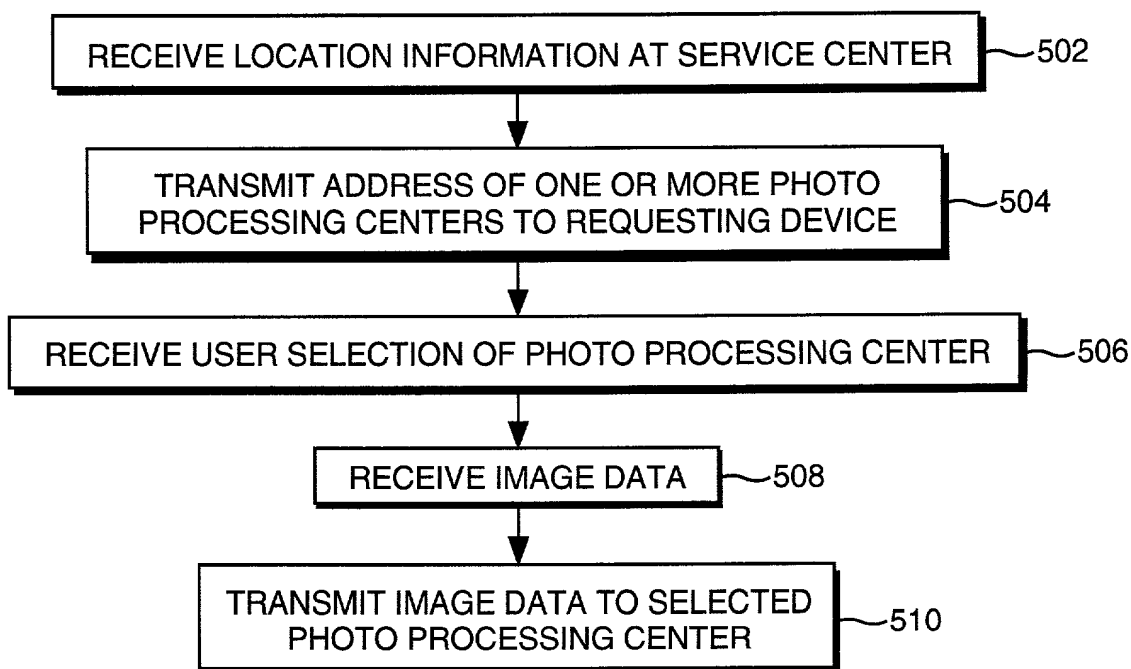 RECEIVE LOCATION INFORMATION AT SERVICE CENTER
502
TRANSMIT ADDRESS OF ONE OR MORE PHOTO
PROCESSING CENTERS TO REQUESTING DEVICE
504
RECEIVE USER SELECTION OF PHOTO PROCESSING CENTER
506
RECEIVE IMAGE DATA
508
TRANSMIT IMAGE DATA TO SELECTED
PHOTO PROCESSING CENTER
510